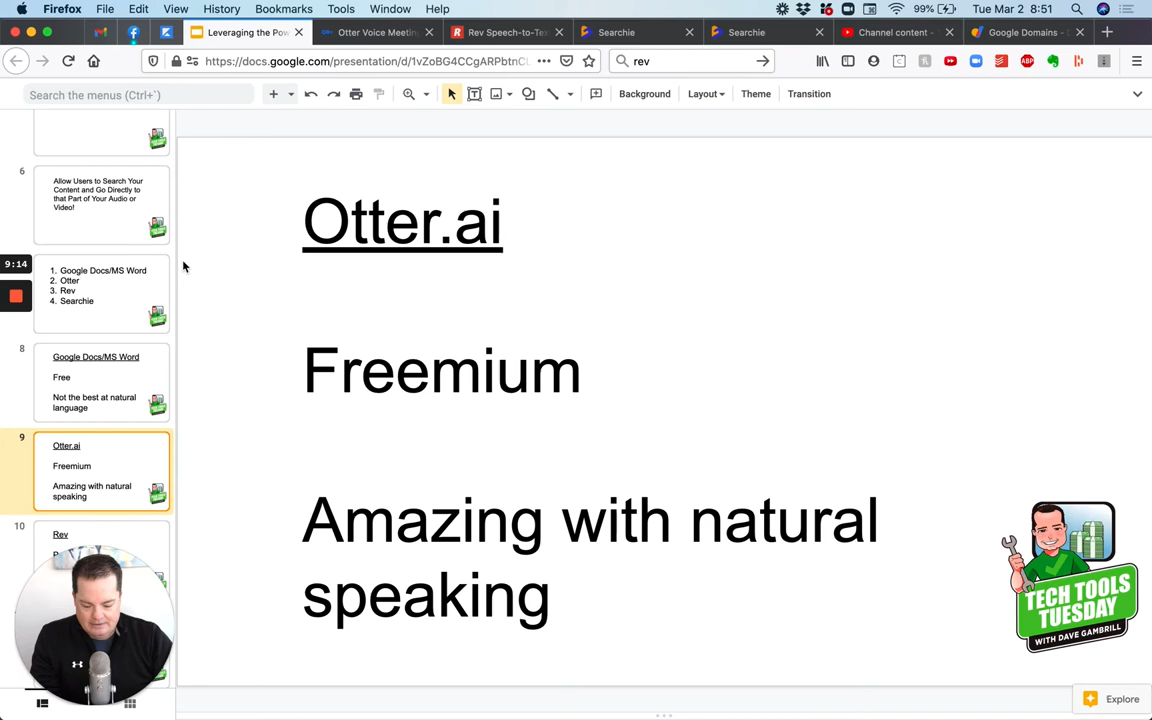 Firefox File Edit View History Bookmarks Tools Window Help 99% Tue Mar 2 8:51
Leveraging the Pow Otter Voice Meeting Rev Speech-to-Tex Searchie Searchie Channel content - Google Domains -
https://docs.google.com/presentation/d/1vZoBG4CCgARPbtnCL ••• rev
Search the menus (Ctrl+`) Background Layout Theme Transition
6
Allow Users to Search Your
Content and Go Directly to
that Part of Your Audio or
Video!
9:14
1. Google Docs/MS Word
2. Otter
3. Rev
4. Searchie
8
Google Docs/MS Word
Free
Not the best at natural
language
9
Otter.ai
Freemium
Amazing with natural
speaking
10
Rev
Otter.ai
Freemium
Amazing with natural
speaking
TECH TOOLS
TUESDAY
WITH DAVE GAMBRILL
Explore